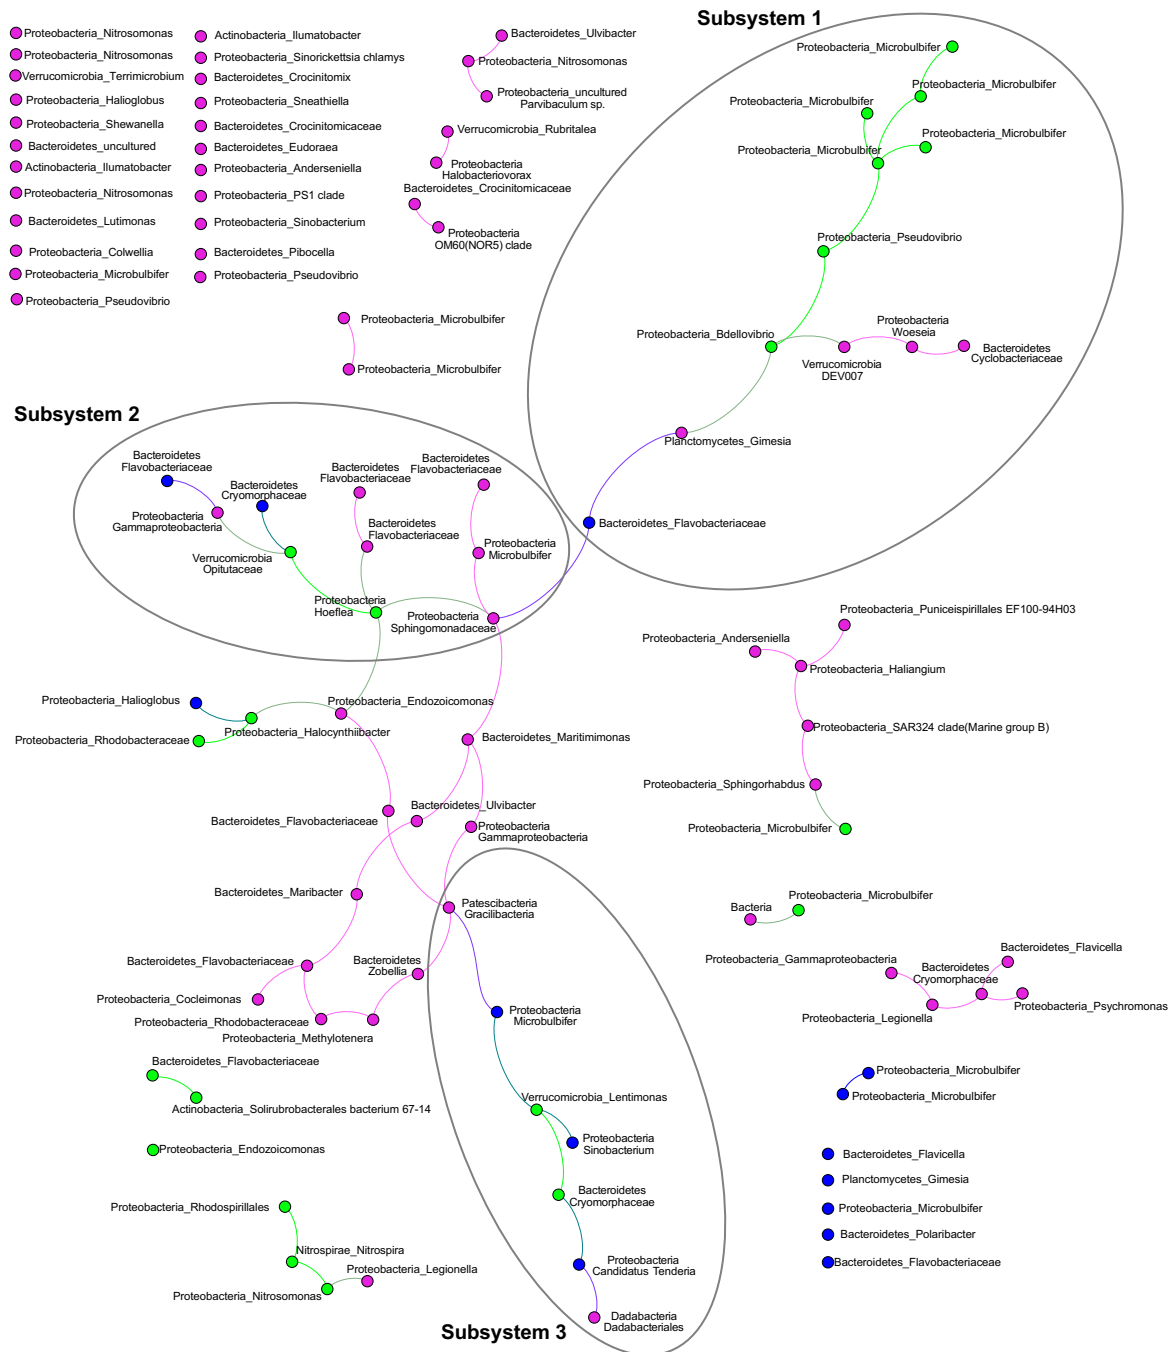 Subsystem 1
Proteobacteria_Nitrosomonas
Proteobacteria_Nitrosomonas
Verrucomicrobia_Terrimicrobium
Proteobacteria_Halioglobus
Proteobacteria_Shewanella
Bacteroidetes_uncultured
Actinobacteria_Ilumatobacter
Proteobacteria_Nitrosomonas
Bacteroidetes_Lutimonas
Proteobacteria_Colwellia
Proteobacteria_Microbulbifer
Proteobacteria_Pseudovibrio
Actinobacteria_Ilumatobacter
Proteobacteria_Sinorickettsia chlamys
Bacteroidetes_Crocinitomix
Proteobacteria_Sneathiella
Bacteroidetes_Crocinitomicaceae
Bacteroidetes_Eudoraea
Proteobacteria_Anderseniella
Proteobacteria_PS1 clade
Proteobacteria_Sinobacterium
Bacteroidetes_Pibocella
Proteobacteria_Pseudovibrio
Bacteroidetes_Ulvibacter
Proteobacteria_Nitrosomonas
Proteobacteria_uncultured
Parvibaculum sp.
Verrucomicrobia_Rubritalea
Proteobacteria
Halobacteriovorax
Bacteroidetes_Crocinitomicaceae
Proteobacteria
OM60(NOR5) clade
Proteobacteria_Microbulbifer
Proteobacteria_Microbulbifer
Proteobacteria_Microbulbifer
Proteobacteria_Microbulbifer
Proteobacteria_Microbulbifer
Proteobacteria_Microbulbifer
Proteobacteria_Microbulbifer
Proteobacteria_Pseudovibrio
Proteobacteria_Bdellovibrio
Proteobacteria
Woeseia
Verrucomicrobia
DEV007
Bacteroidetes
Cyclobacteriaceae
Planctomycetes_Gimesia
Bacteroidetes_Flavobacteriaceae
Subsystem 2
Bacteroidetes
Flavobacteriaceae
Bacteroidetes
Cryomorphaceae
Bacteroidetes
Flavobacteriaceae
Bacteroidetes
Flavobacteriaceae
Proteobacteria
Gammaproteobacteria
Bacteroidetes
Flavobacteriaceae
Proteobacteria
Microbulbifer
Verrucomicrobia
Opitutaceae
Proteobacteria
Hoeflea
Proteobacteria
Sphingomonadaceae
Proteobacteria_Halioglobus
Proteobacteria_Endozoicomonas
Proteobacteria_Rhodobacteraceae
Proteobacteria_Halocynthiibacter
Bacteroidetes_Maritimimonas
Bacteroidetes_Flavobacteriaceae
Bacteroidetes_Ulvibacter
Proteobacteria
Gammaproteobacteria
Bacteroidetes_Maribacter
Patescibacteria
Gracilibacteria
Bacteroidetes_Flavobacteriaceae
Bacteroidetes
Zobellia
Proteobacteria_Cocleimonas
Proteobacteria_Rhodobacteraceae
Proteobacteria_Methylotenera
Proteobacteria_Puniceispirillales EF100-94H03
Proteobacteria_Anderseniella
Proteobacteria_Haliangium
Proteobacteria_SAR324 clade(Marine group B)
Proteobacteria_Sphingorhabdus
Proteobacteria_Microbulbifer
Proteobacteria_Microbulbifer
Bacteria
Proteobacteria_Gammaproteobacteria
Bacteroidetes_Flavicella
Bacteroidetes
Cryomorphaceae
Proteobacteria_Legionella
Proteobacteria_Psychromonas
Proteobacteria
Microbulbifer
Verrucomicrobia_Lentimonas
Proteobacteria
Sinobacterium
Bacteroidetes
Cryomorphaceae
Proteobacteria
Candidatus Tenderia
Dadabacteria
Dadabacteriales
Subsystem 3
Bacteroidetes_Flavobacteriaceae
Actinobacteria_Solirubrobacterales bacterium 67-14
Proteobacteria_Endozoicomonas
Proteobacteria_Rhodospirillales
Nitrospirae_Nitrospira
Proteobacteria_Legionella
Proteobacteria_Nitrosomonas
Proteobacteria_Microbulbifer
Proteobacteria_Microbulbifer
Bacteroidetes_Flavicella
Planctomycetes_Gimesia
Proteobacteria_Microbulbifer
Bacteroidetes_Polaribacter
Bacteroidetes_Flavobacteriaceae